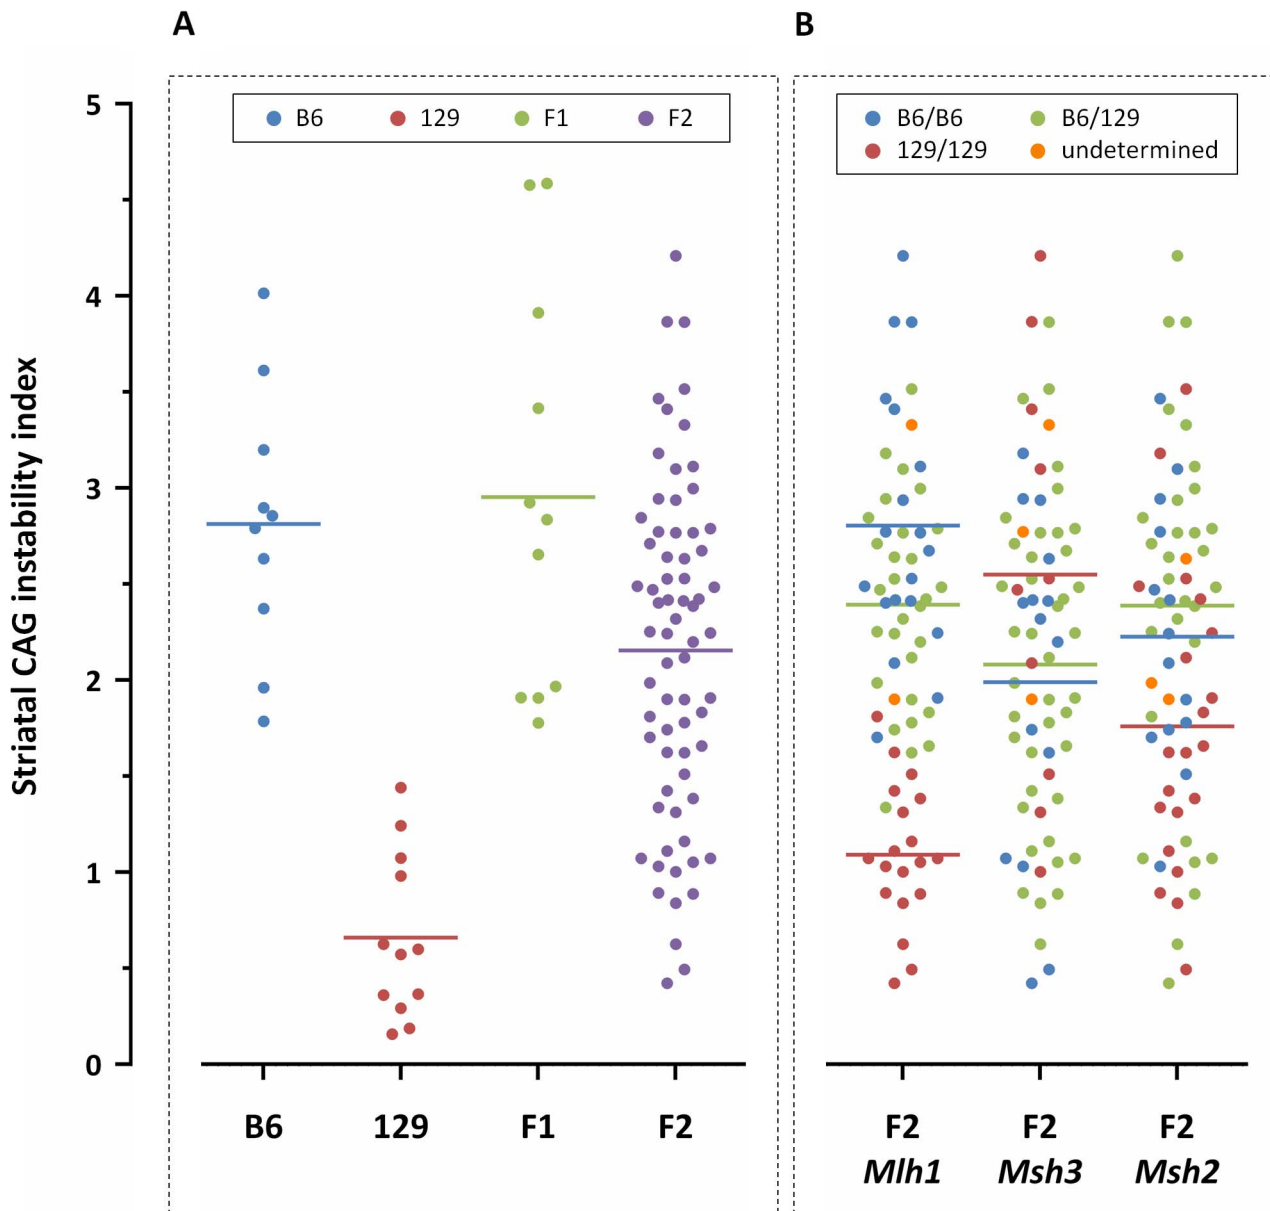 A
B
B6 129 F1 F2
B6/B6 B6/129
129/129 undetermined
Striatal CAG instability index
5
4
3
2
1
0
B6 129 F1 F2
F2 F2 F2
Mlh1 Msh3 Msh2